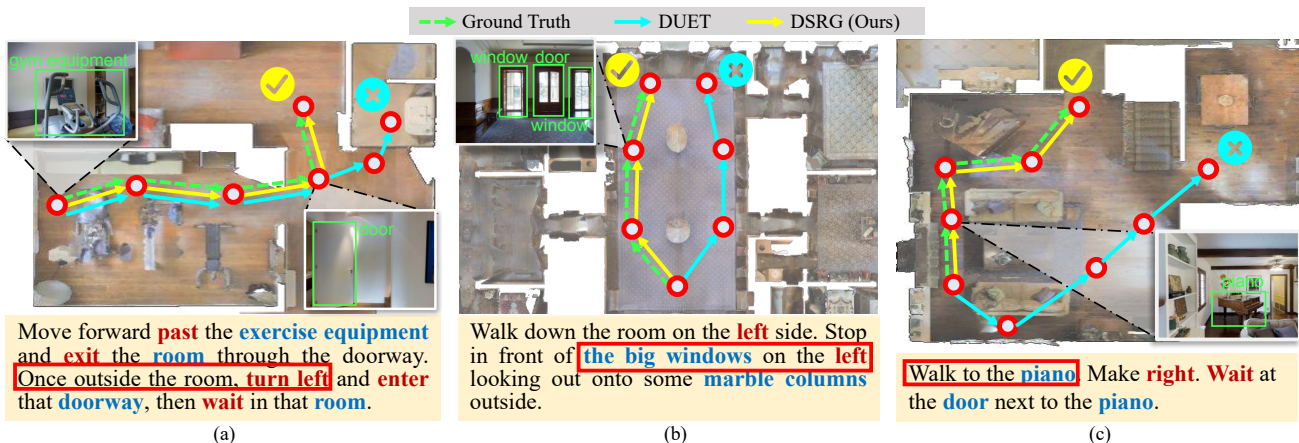 Ground Truth
DUET
DSRG (Ours)
gym equipment
door
Move forward past the exercise equipment
and exit the room through the doorway.
Once outside the room, turn left and enter
that doorway, then wait in that room.
(a)
window door
window
Walk down the room on the left side. Stop
in front of the big windows on the left
looking out onto some marble columns
outside.
(b)
piano
Walk to the piano. Make right. Wait at
the door next to the piano.
(c)